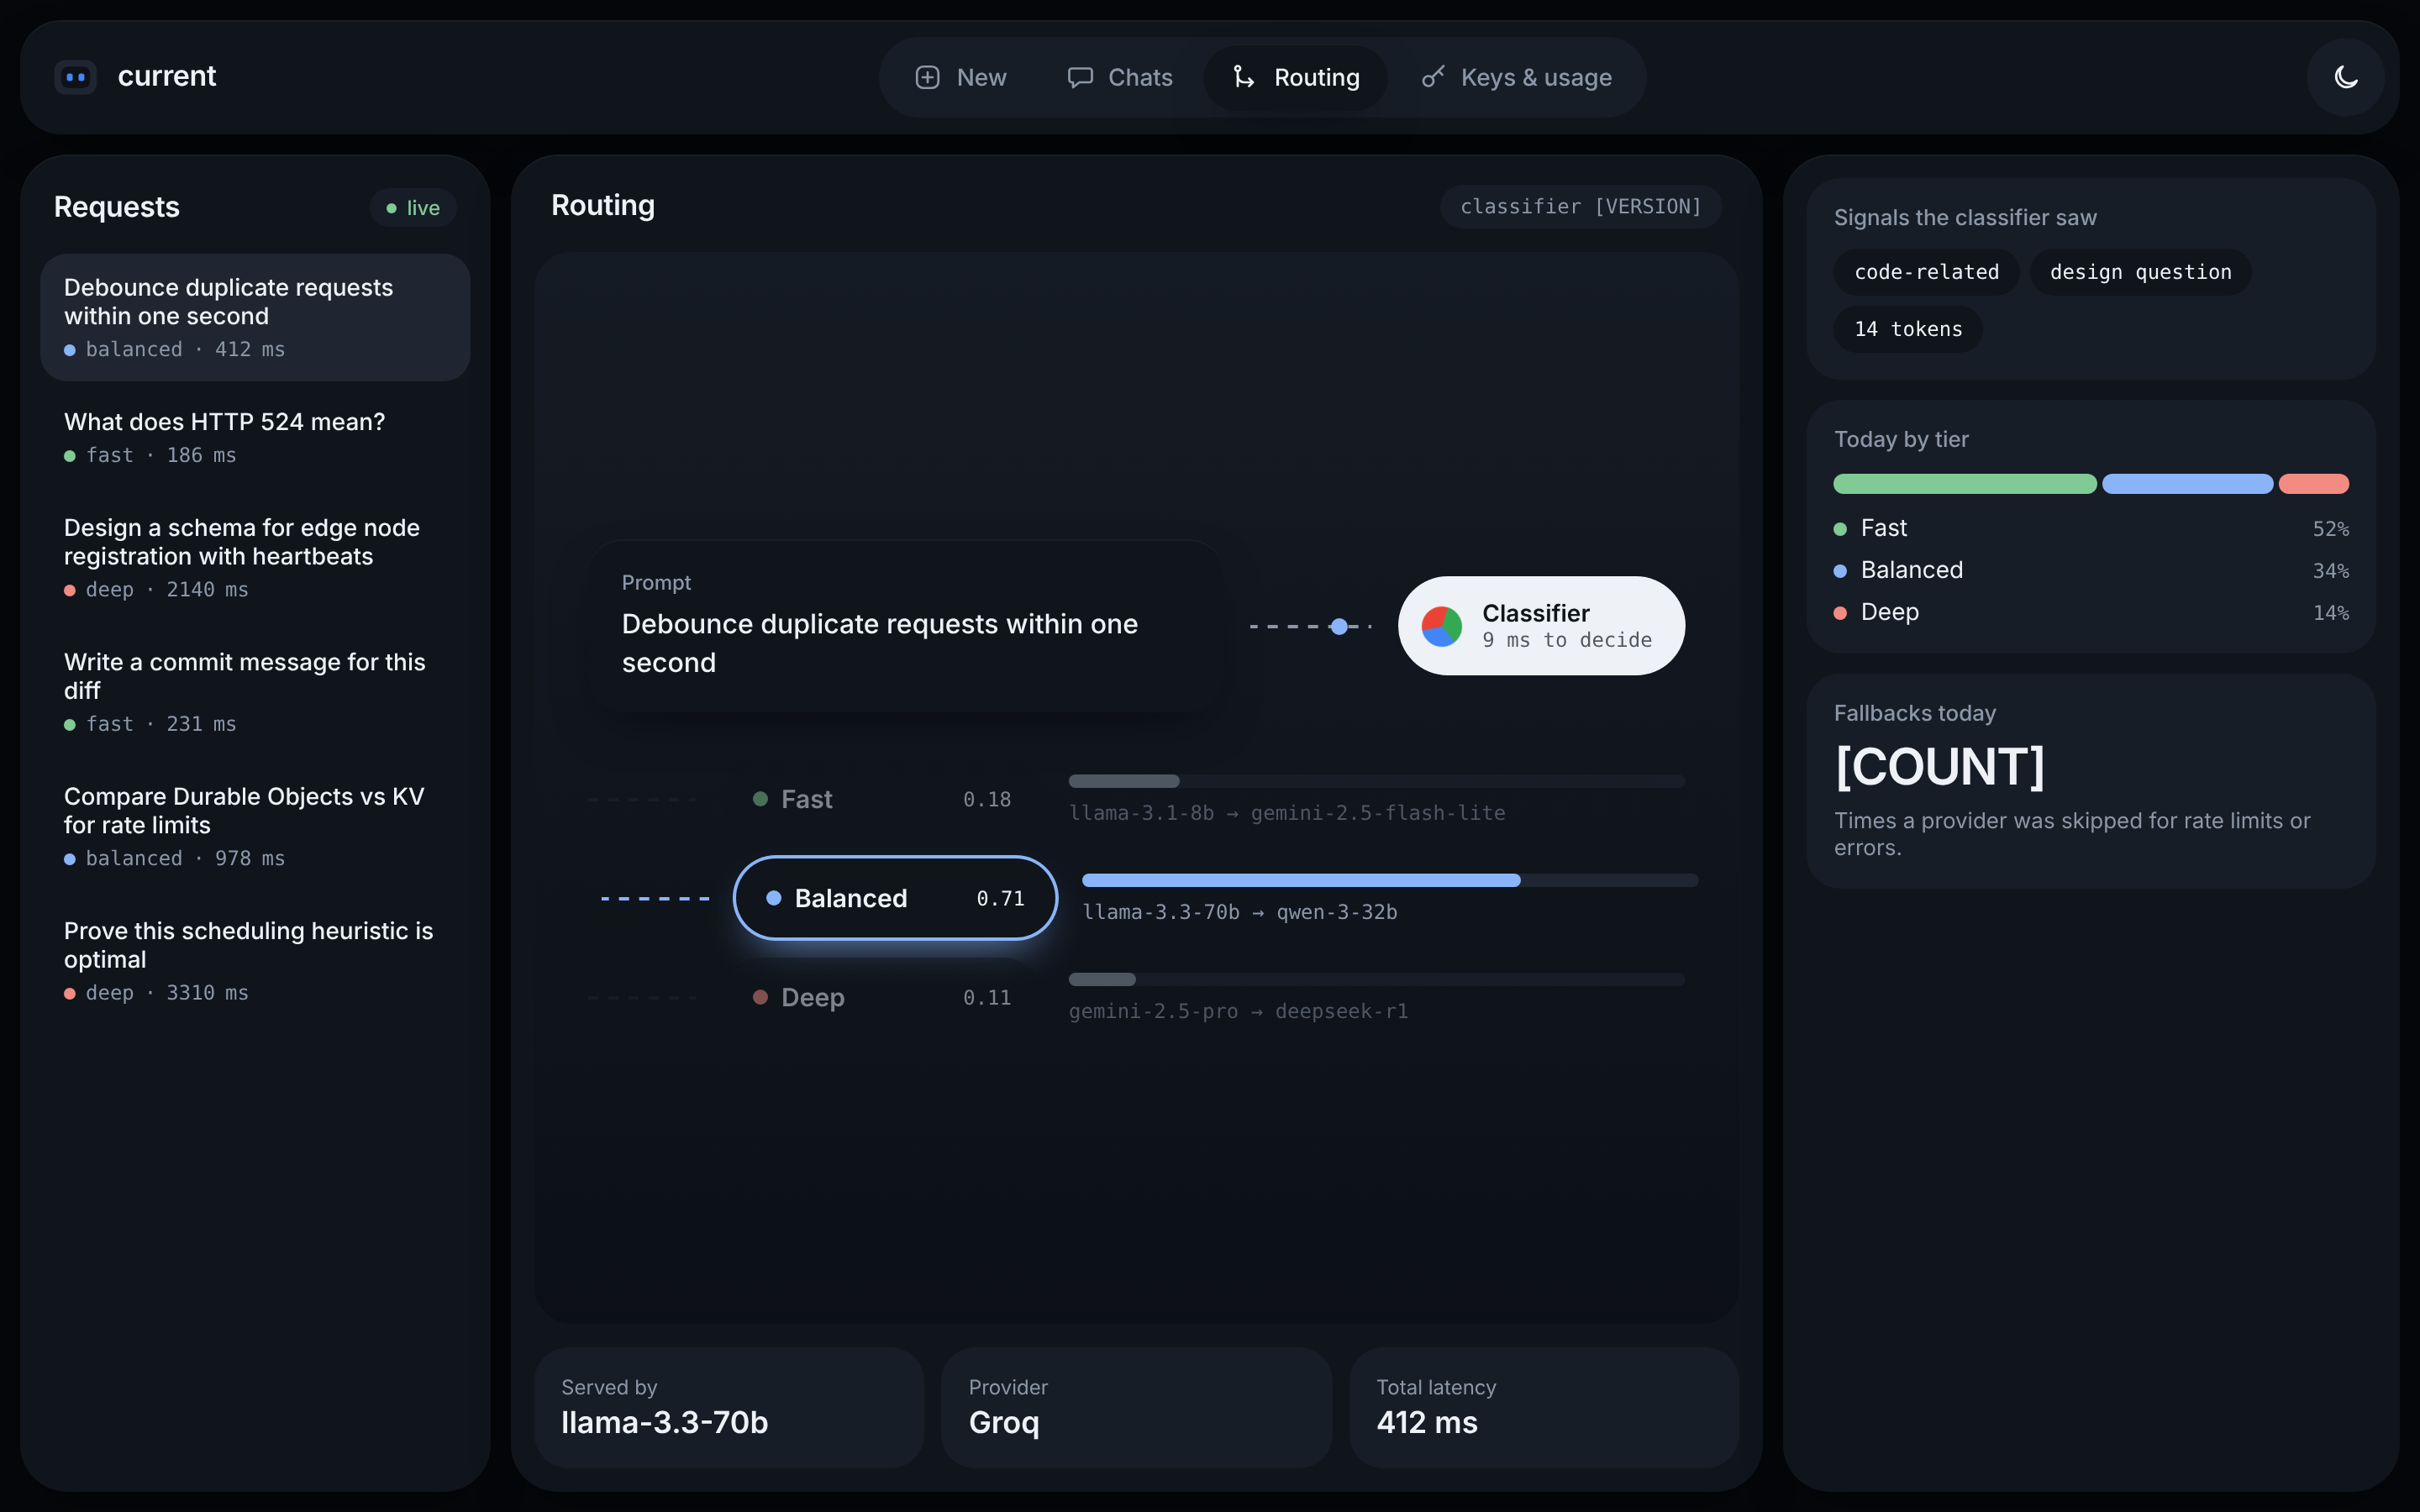 current
New
Chats
Routing
Keys & usage
Requests
live
Debounce duplicate requests
within one second
balanced · 412 ms
What does HTTP 524 mean?
fast · 186 ms
Design a schema for edge node
registration with heartbeats
deep · 2140 ms
Write a commit message for this
diff
fast · 231 ms
Compare Durable Objects vs KV
for rate limits
balanced · 978 ms
Prove this scheduling heuristic is
optimal
deep · 3310 ms
Routing
classifier [VERSION]
Prompt
Debounce duplicate requests within one
second
Classifier
9 ms to decide
Fast 0.18
llama-3.1-8b → gemini-2.5-flash-lite
Balanced 0.71
llama-3.3-70b → qwen-3-32b
Deep 0.11
gemini-2.5-pro → deepseek-r1
Served by
llama-3.3-70b
Provider
Groq
Total latency
412 ms
Signals the classifier saw
code-related
design question
14 tokens
Today by tier
Fast 52%
Balanced 34%
Deep 14%
Fallbacks today
[COUNT]
Times a provider was skipped for rate limits or
errors.